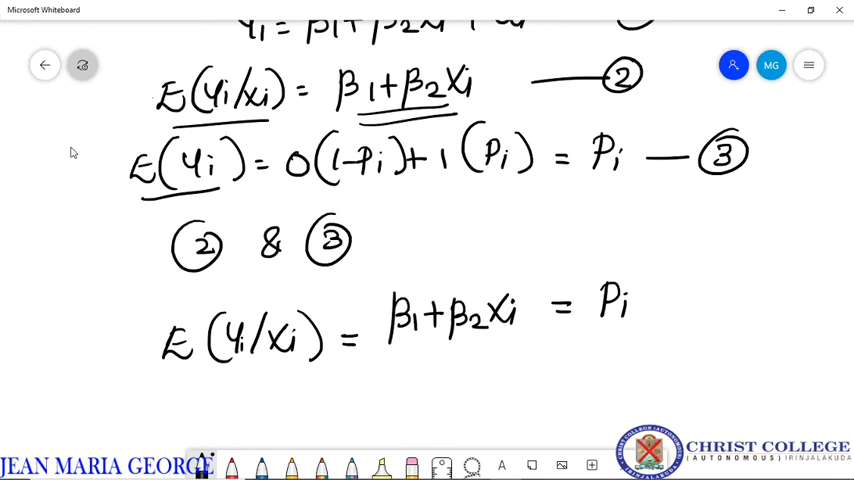 Microsoft Whiteboard
Yi = β1+β2Xi + ui
E(Yi/Xi) = β1+β2Xi —— 2
MG
E(Yi) = 0(1-Pi)+1(Pi) = Pi — 3
2 & 3
E(Yi/Xi) = β1+β2Xi = Pi
JEAN MARIA GEORGE
CHRIST COLLEGE
(AUTONOMOUS) IRINJALAKUDA